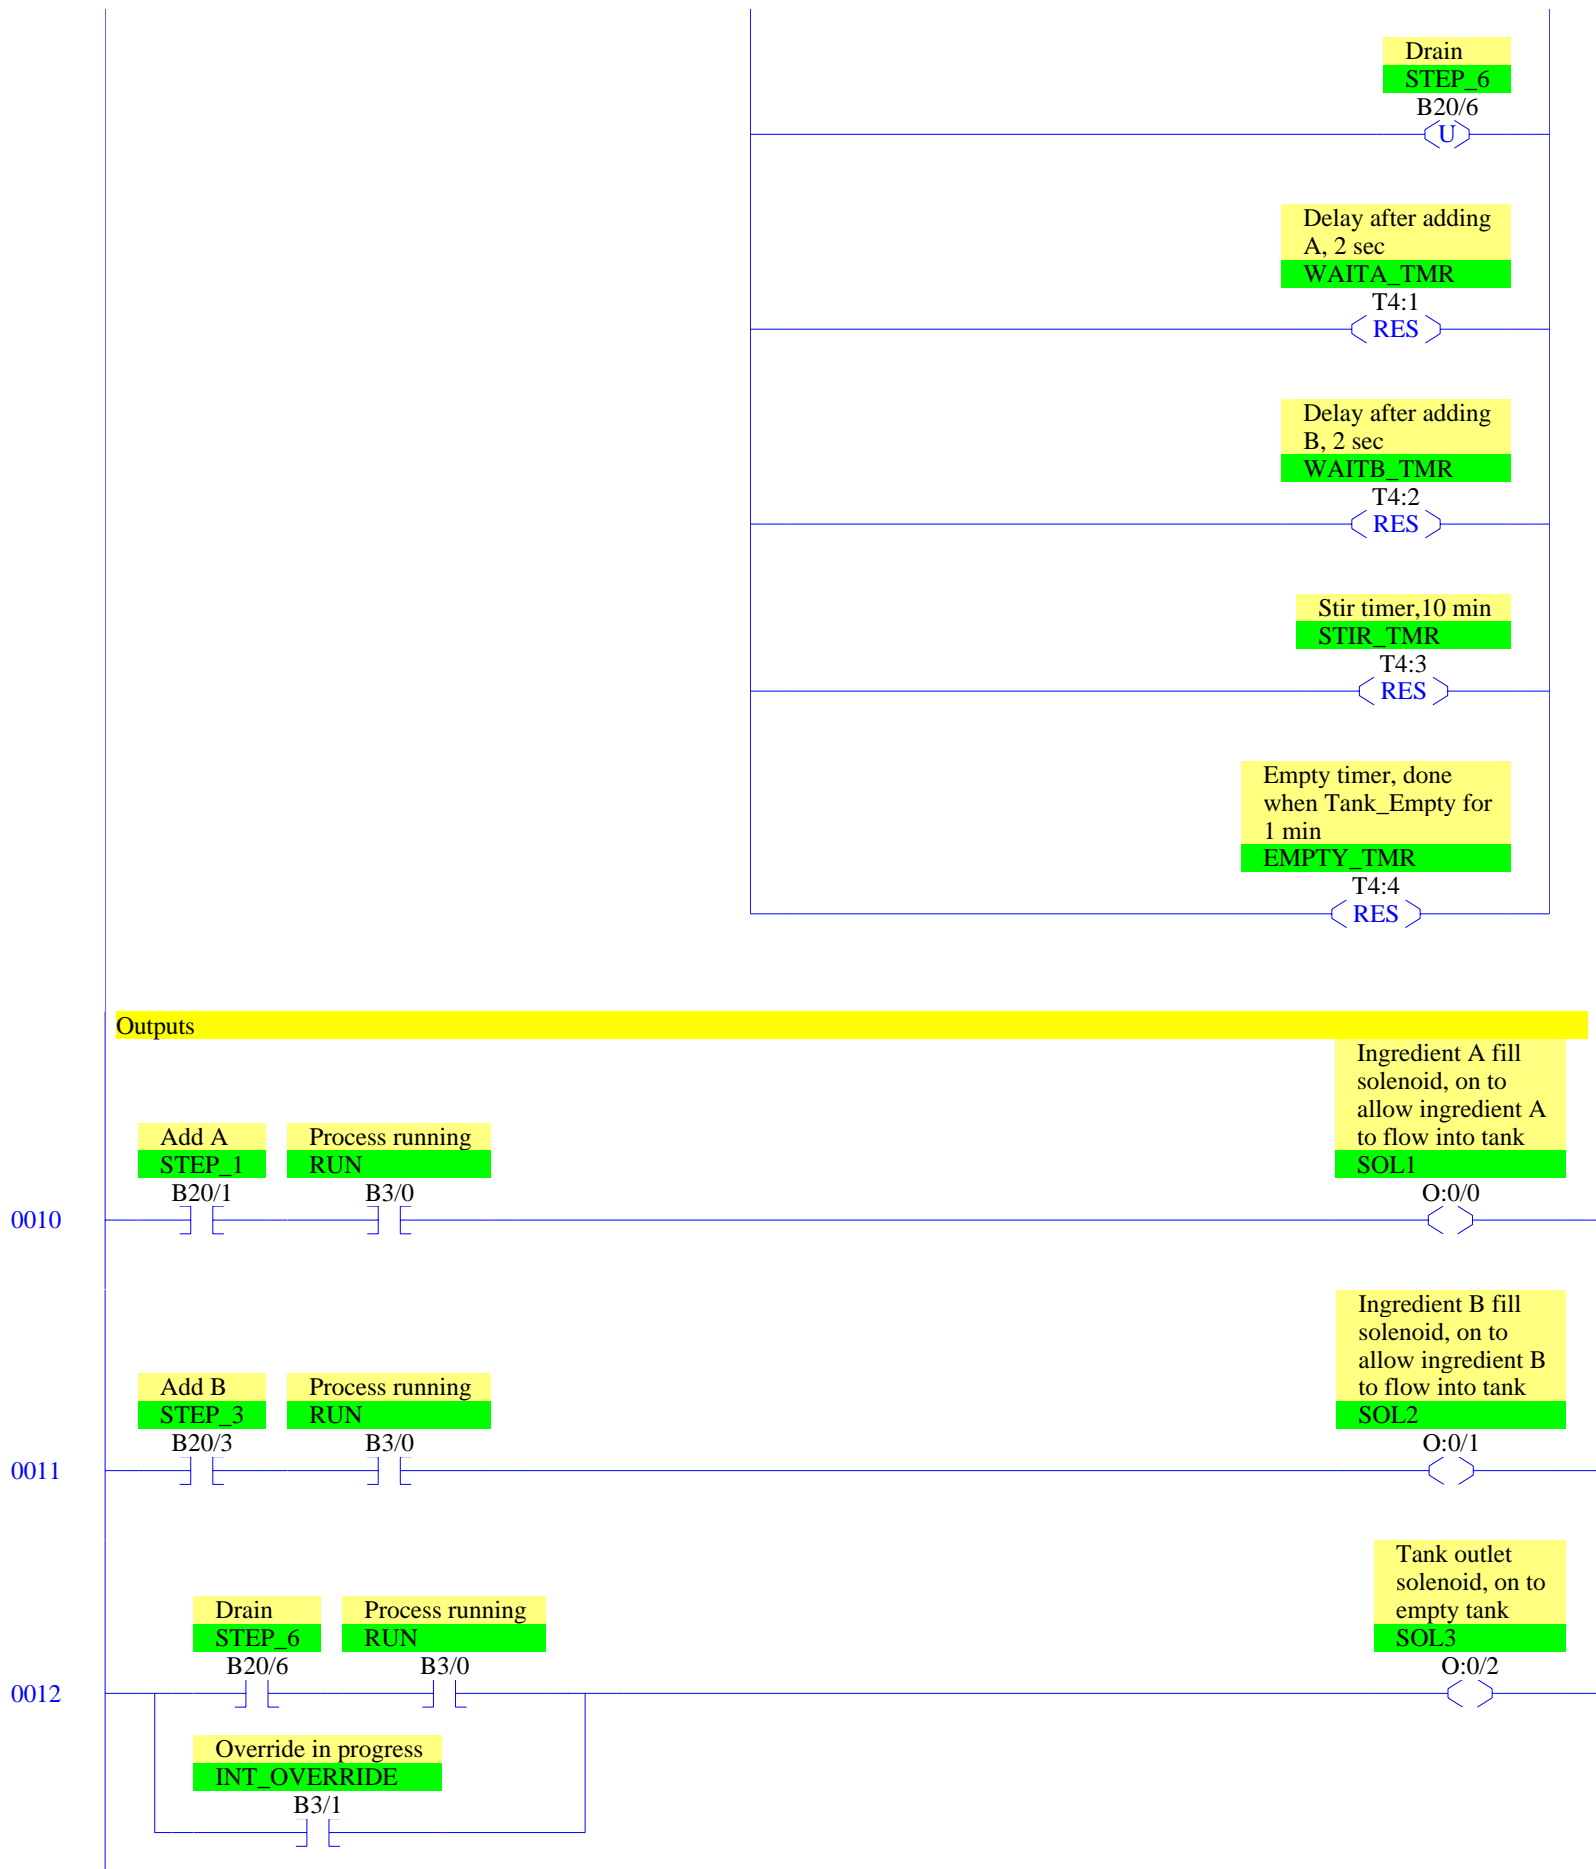 Drain
STEP_6
B20/6
U
Delay after adding
A, 2 sec
WAITA_TMR
T4:1
RES
Delay after adding
B, 2 sec
WAITB_TMR
T4:2
RES
Stir timer,10 min
STIR_TMR
T4:3
RES
Empty timer, done
when Tank_Empty for
1 min
EMPTY_TMR
T4:4
RES
Outputs
Ingredient A fill
solenoid, on to
allow ingredient A
to flow into tank
SOL1
O:0/0
Add A
STEP_1
B20/1
Process running
RUN
B3/0
0010
Ingredient B fill
solenoid, on to
allow ingredient B
to flow into tank
SOL2
O:0/1
Add B
STEP_3
B20/3
Process running
RUN
B3/0
0011
Tank outlet
solenoid, on to
empty tank
SOL3
O:0/2
Drain
STEP_6
B20/6
Process running
RUN
B3/0
0012
Override in progress
INT_OVERRIDE
B3/1